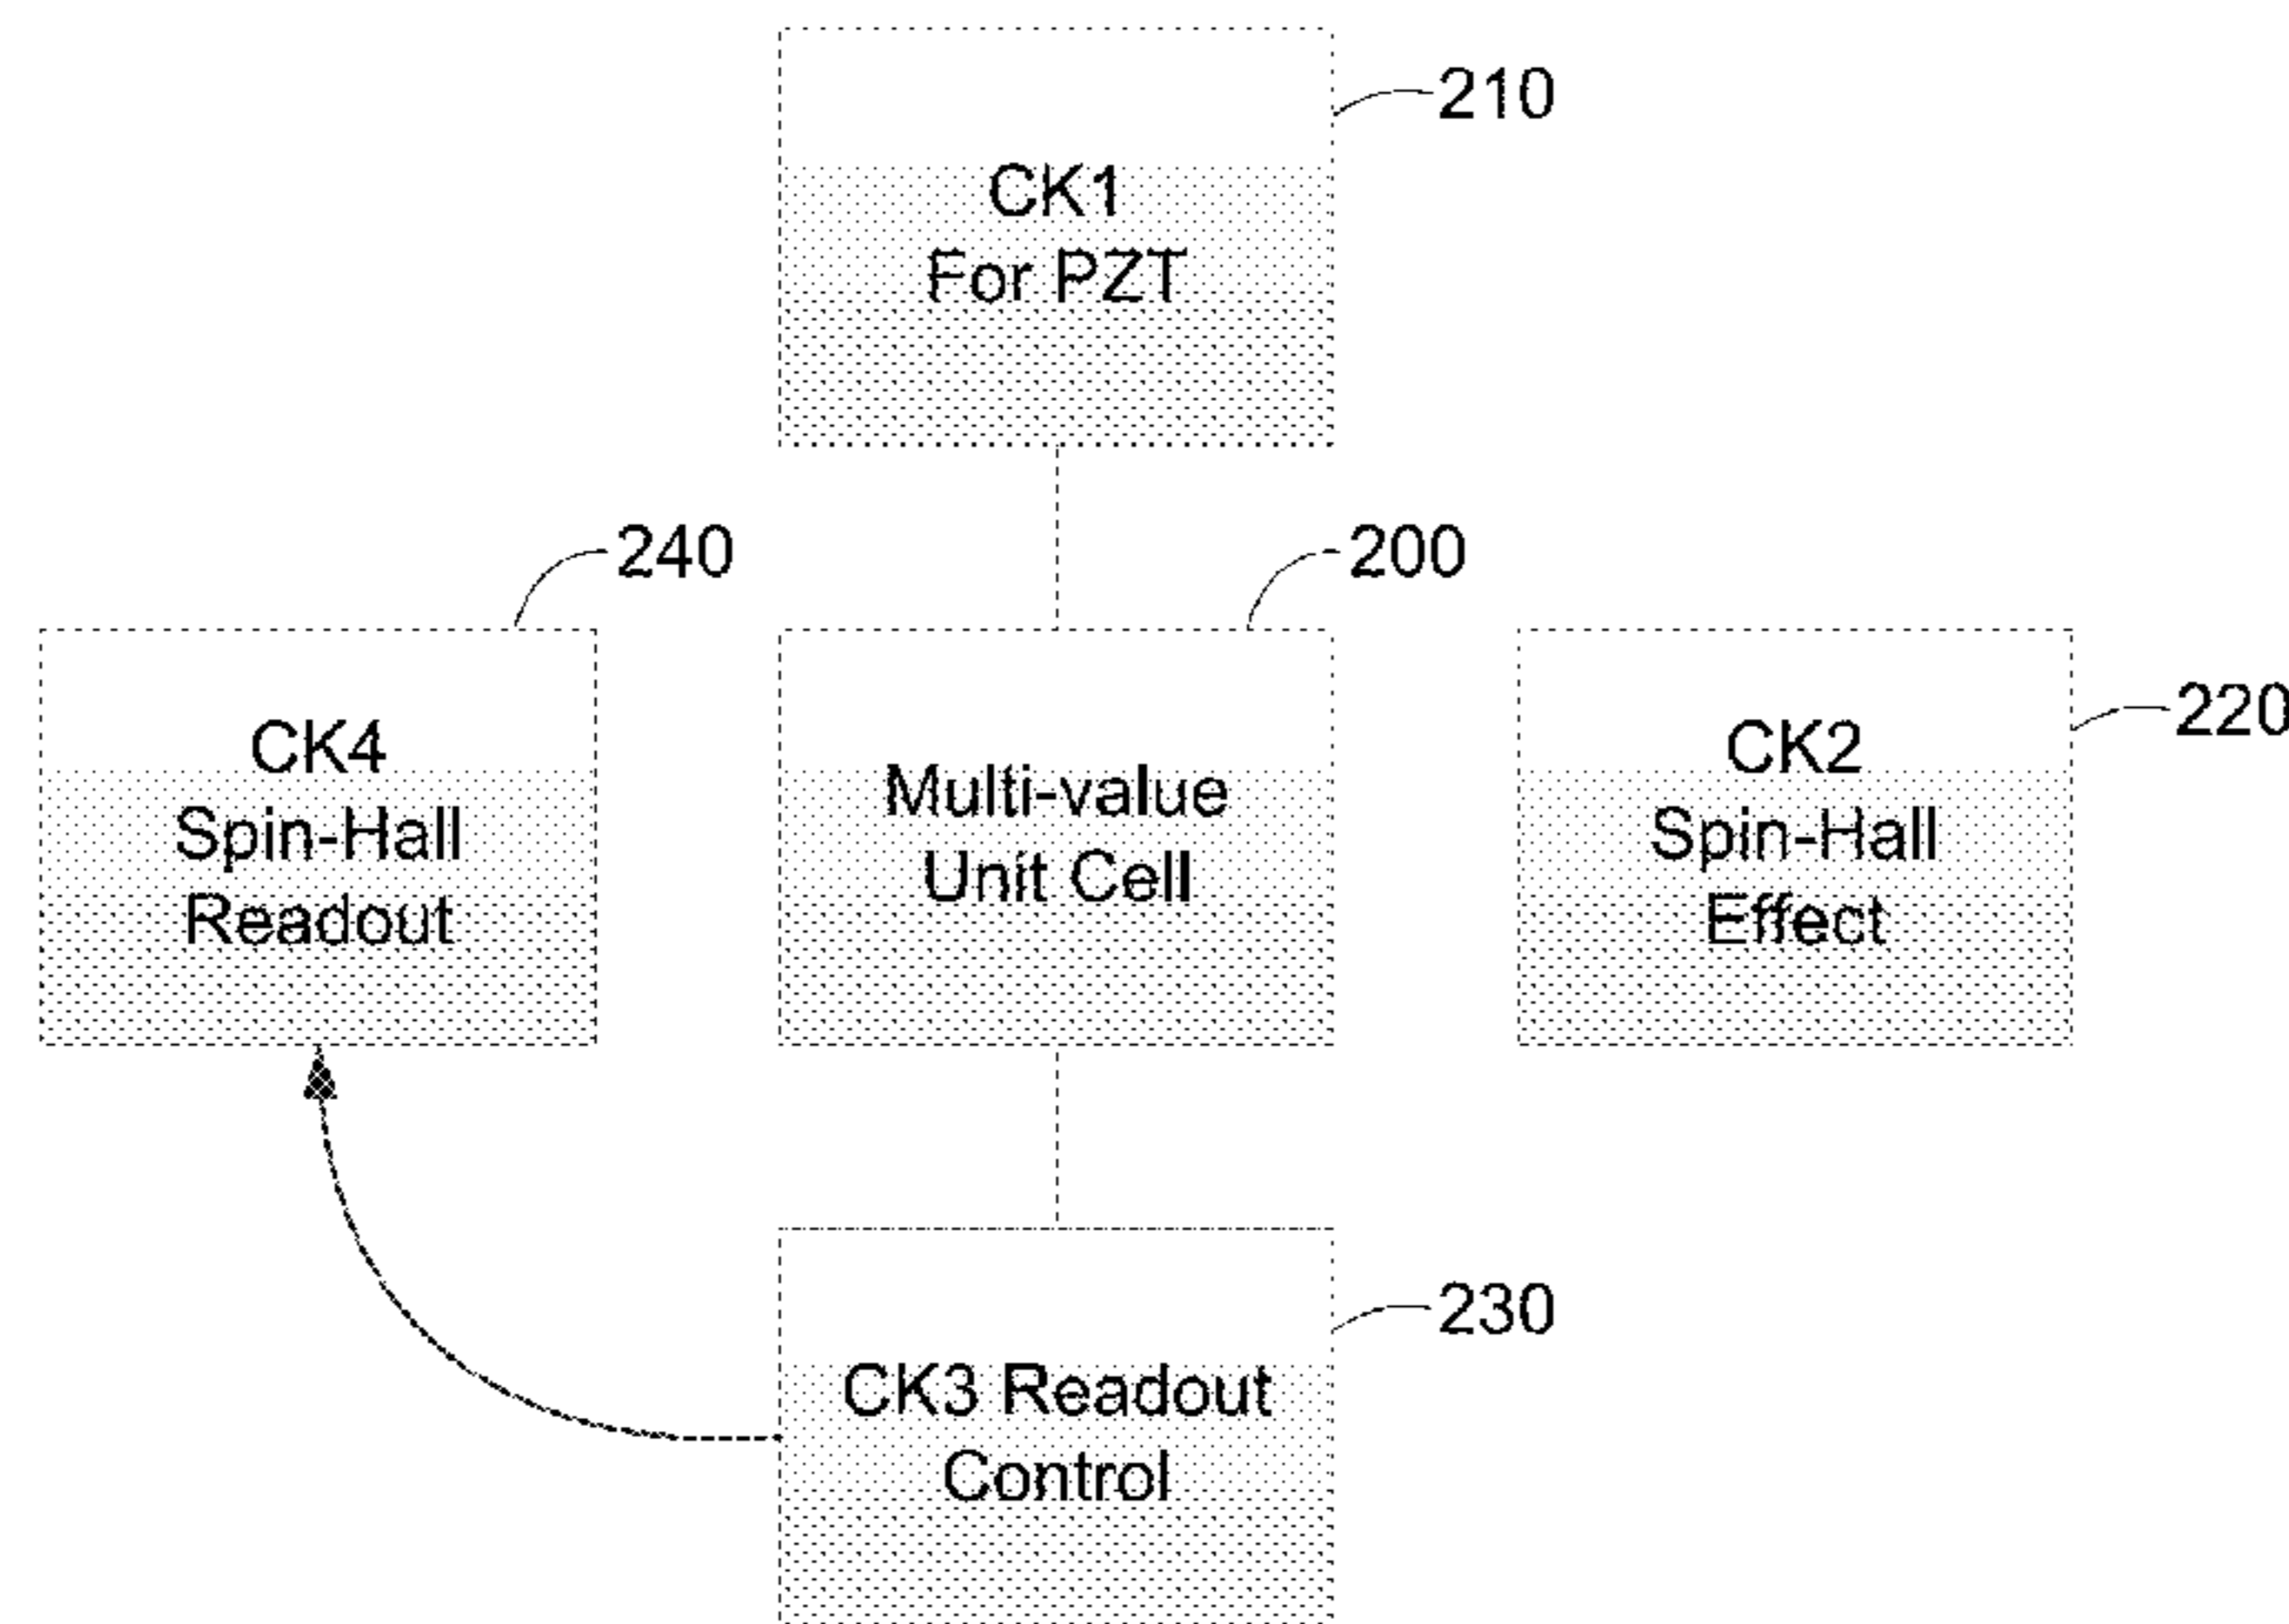 210
CK1
For PZT
240
200
CK4
Spin-Hall
Readout
Multi-value
Unit Cell
CK2
Spin-Hall
Effect
220
230
CK3 Readout
Control